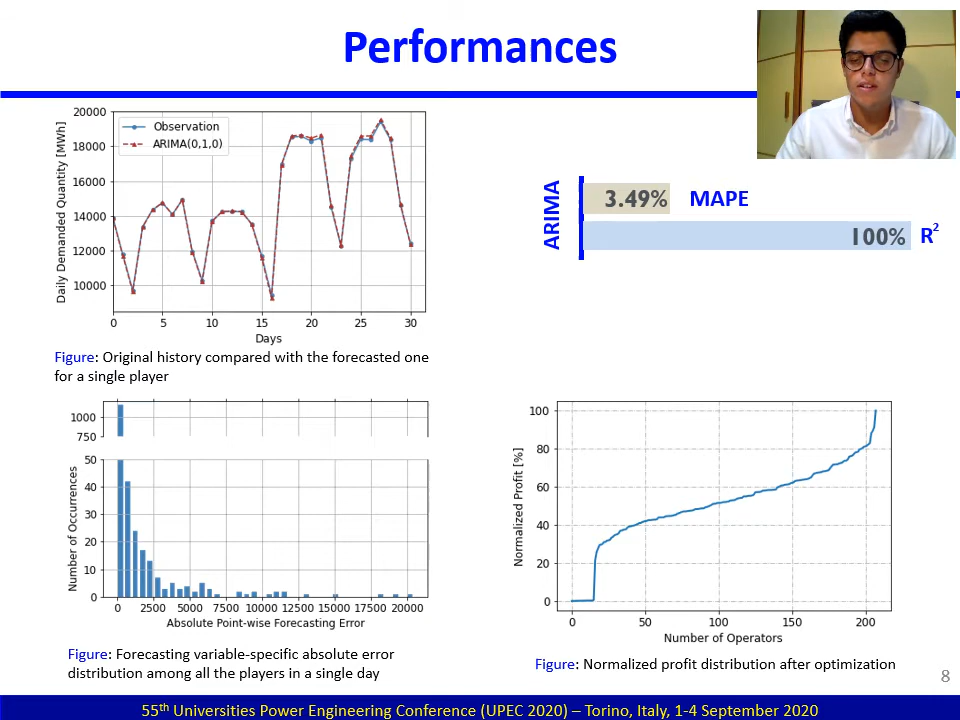 Performances
20000
18000
16000
14000
12000
10000
Daily Demanded Quantity [MWh]
Observation
ARIMA(0,1,0)
0 5 10 15 20 25 30
Days
Figure: Original history compared with the forecasted one
for a single player
ARIMA
3.49% MAPE
100% R²
1000
750
50
40
30
20
10
0
Number of Occurrences
0 2500 5000 7500 10000 12500 15000 17500 20000
Absolute Point-wise Forecasting Error
Figure: Forecasting variable-specific absolute error
distribution among all the players in a single day
100
80
60
40
20
0
Normalized Profit [%]
0 50 100 150 200
Number of Operators
Figure: Normalized profit distribution after optimization
8
55th Universities Power Engineering Conference (UPEC 2020) – Torino, Italy, 1-4 September 2020